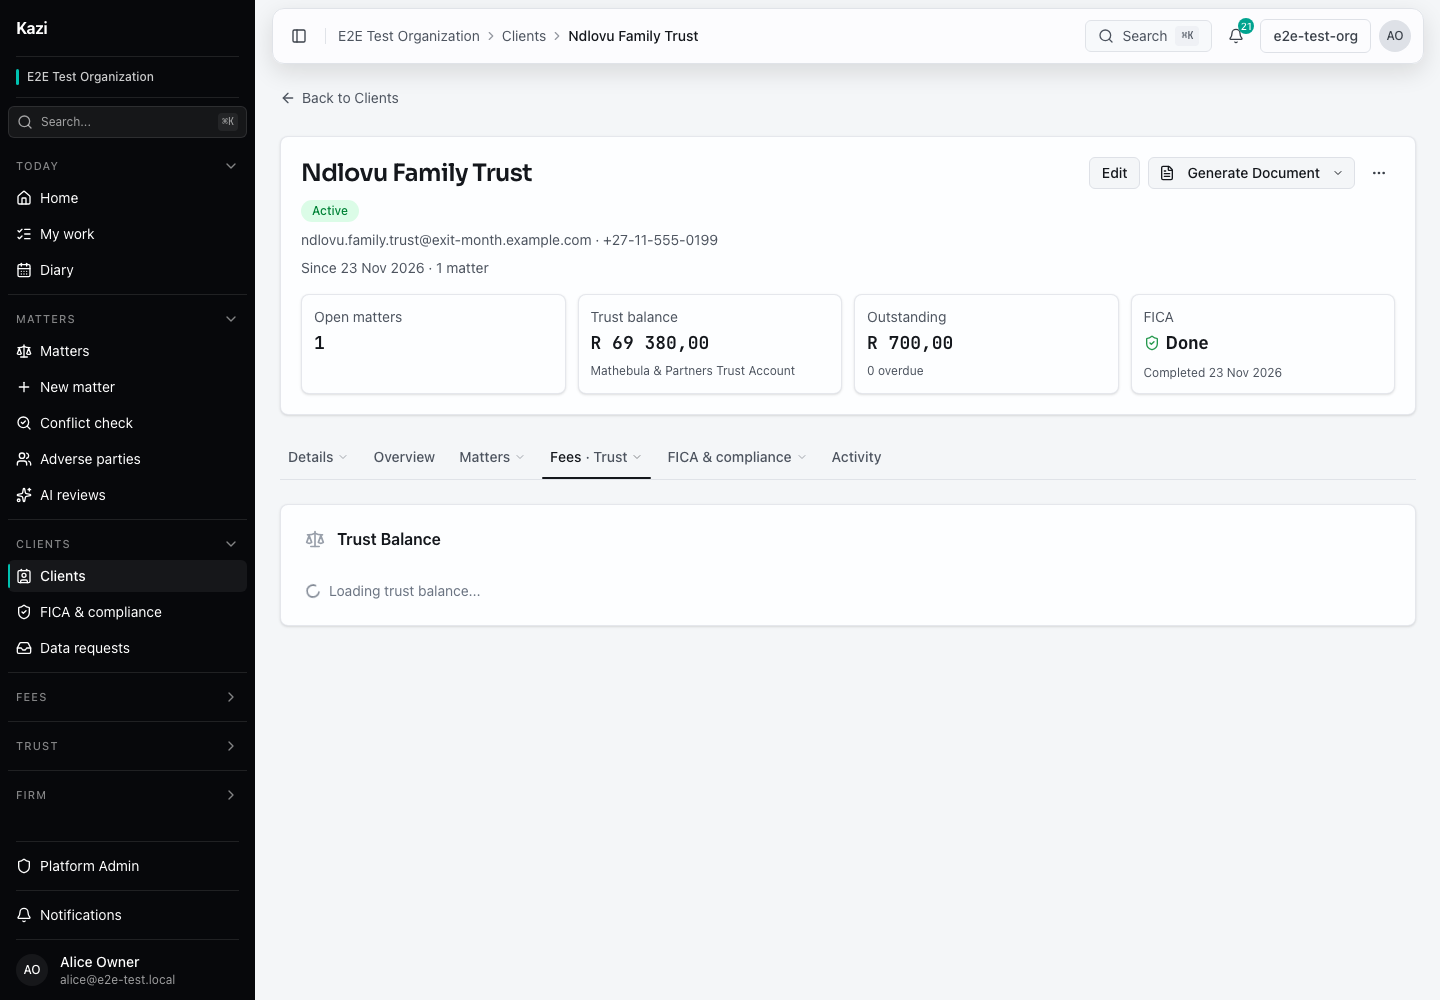 Kazi
E2E Test Organization
Search... ⌘K
TODAY
Home
My work
Diary
MATTERS
Matters
New matter
Conflict check
Adverse parties
AI reviews
CLIENTS
Clients
FICA & compliance
Data requests
FEES
TRUST
FIRM
Platform Admin
Notifications
AO Alice Owner
alice@e2e-test.local
E2E Test Organization > Clients > Ndlovu Family Trust
Search ⌘K
21
e2e-test-org
AO
Back to Clients
Ndlovu Family Trust
Edit
Generate Document
Active
ndlovu.family.trust@exit-month.example.com · +27-11-555-0199
Since 23 Nov 2026 · 1 matter
Open matters
1
Trust balance
R 69 380,00
Mathebula & Partners Trust Account
Outstanding
R 700,00
0 overdue
FICA
Done
Completed 23 Nov 2026
Details Overview Matters Fees · Trust FICA & compliance Activity
Trust Balance
Loading trust balance...